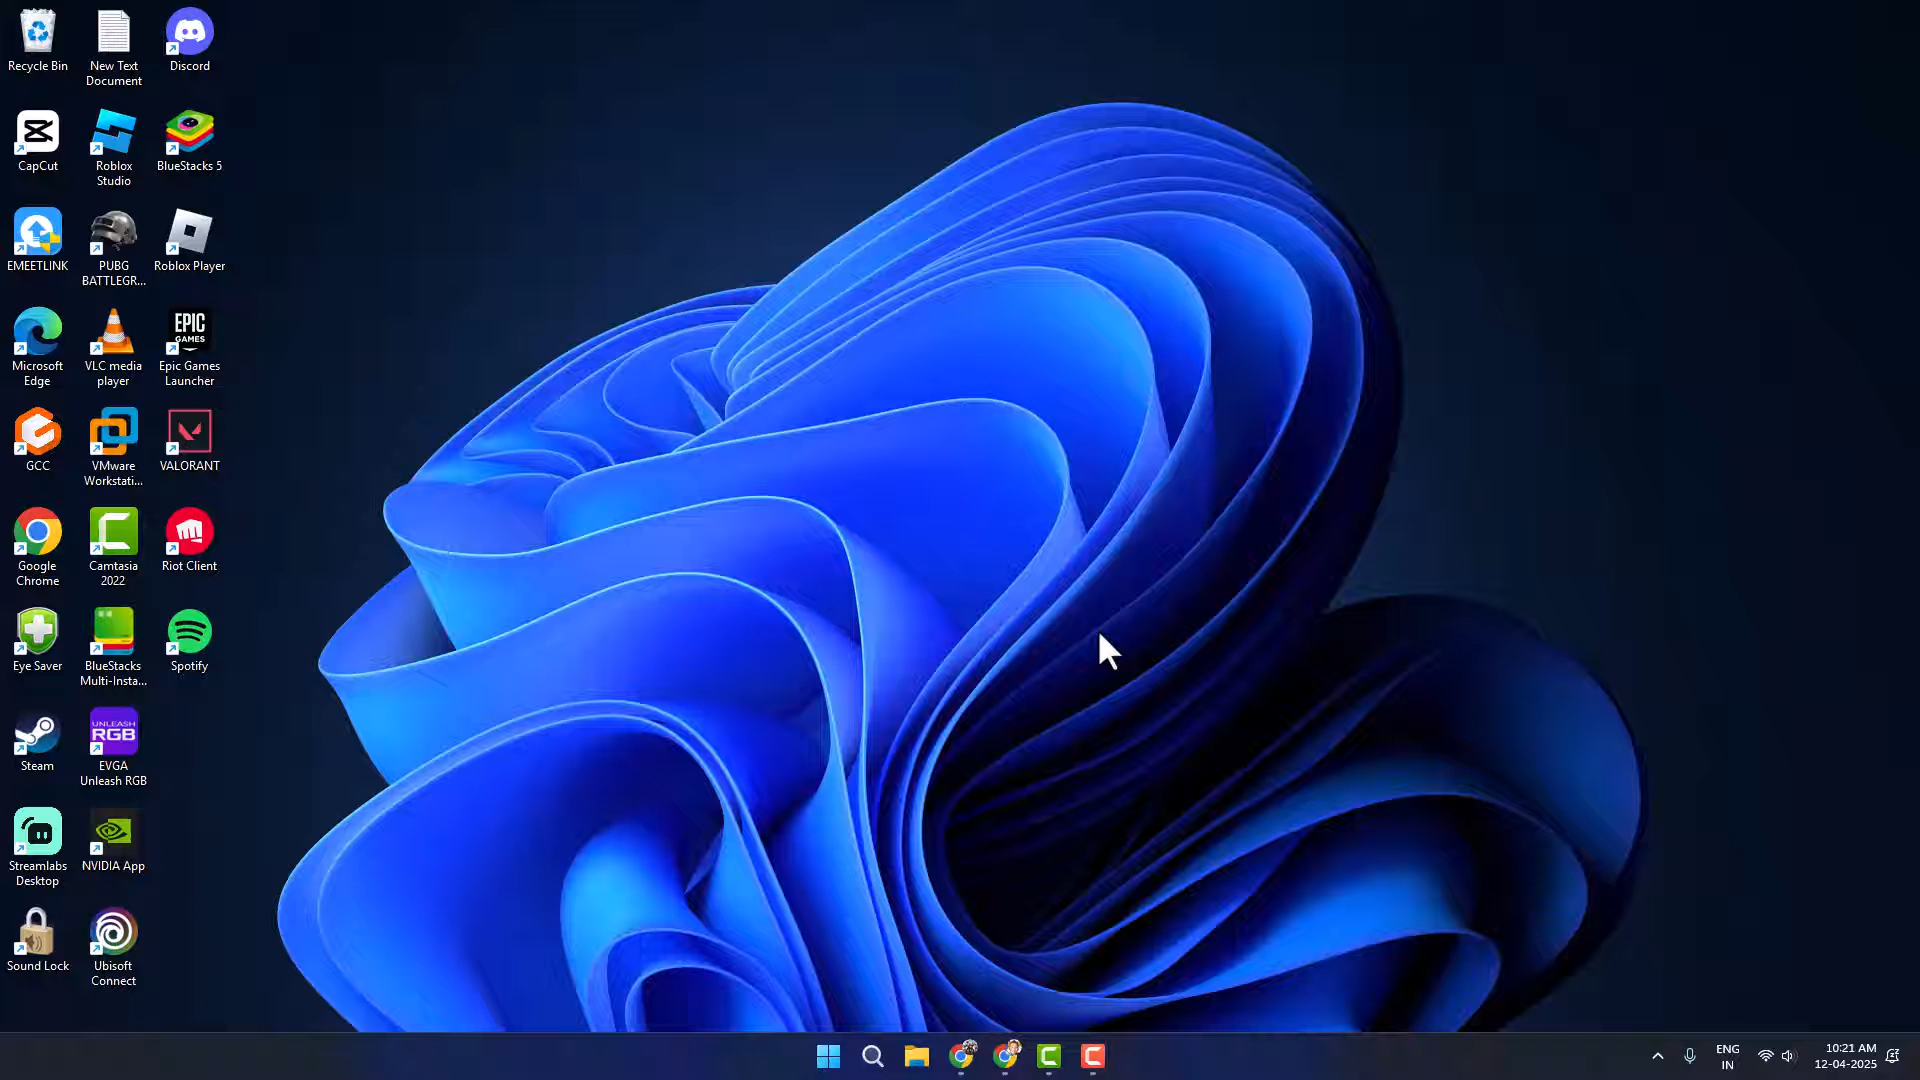 Recycle Bin
New Text
Document
Discord
CapCut
Roblox
Studio
BlueStacks 5
EMEETLINK
PUBG
BATTLEGR...
Roblox Player
EPIC
GAMES
Microsoft
Edge
VLC media
player
Epic Games
Launcher
GCC
VMware
Workstati...
VALORANT
Google
Chrome
Camtasia
2022
Riot Client
Eye Saver
BlueStacks
Multi-Insta...
Spotify
UNLEASH
RGB
Steam
EVGA
Unleash RGB
Streamlabs
Desktop
NVIDIA App
Sound Lock
Ubisoft
Connect
ENG
IN
10:21 AM
12-04-2025